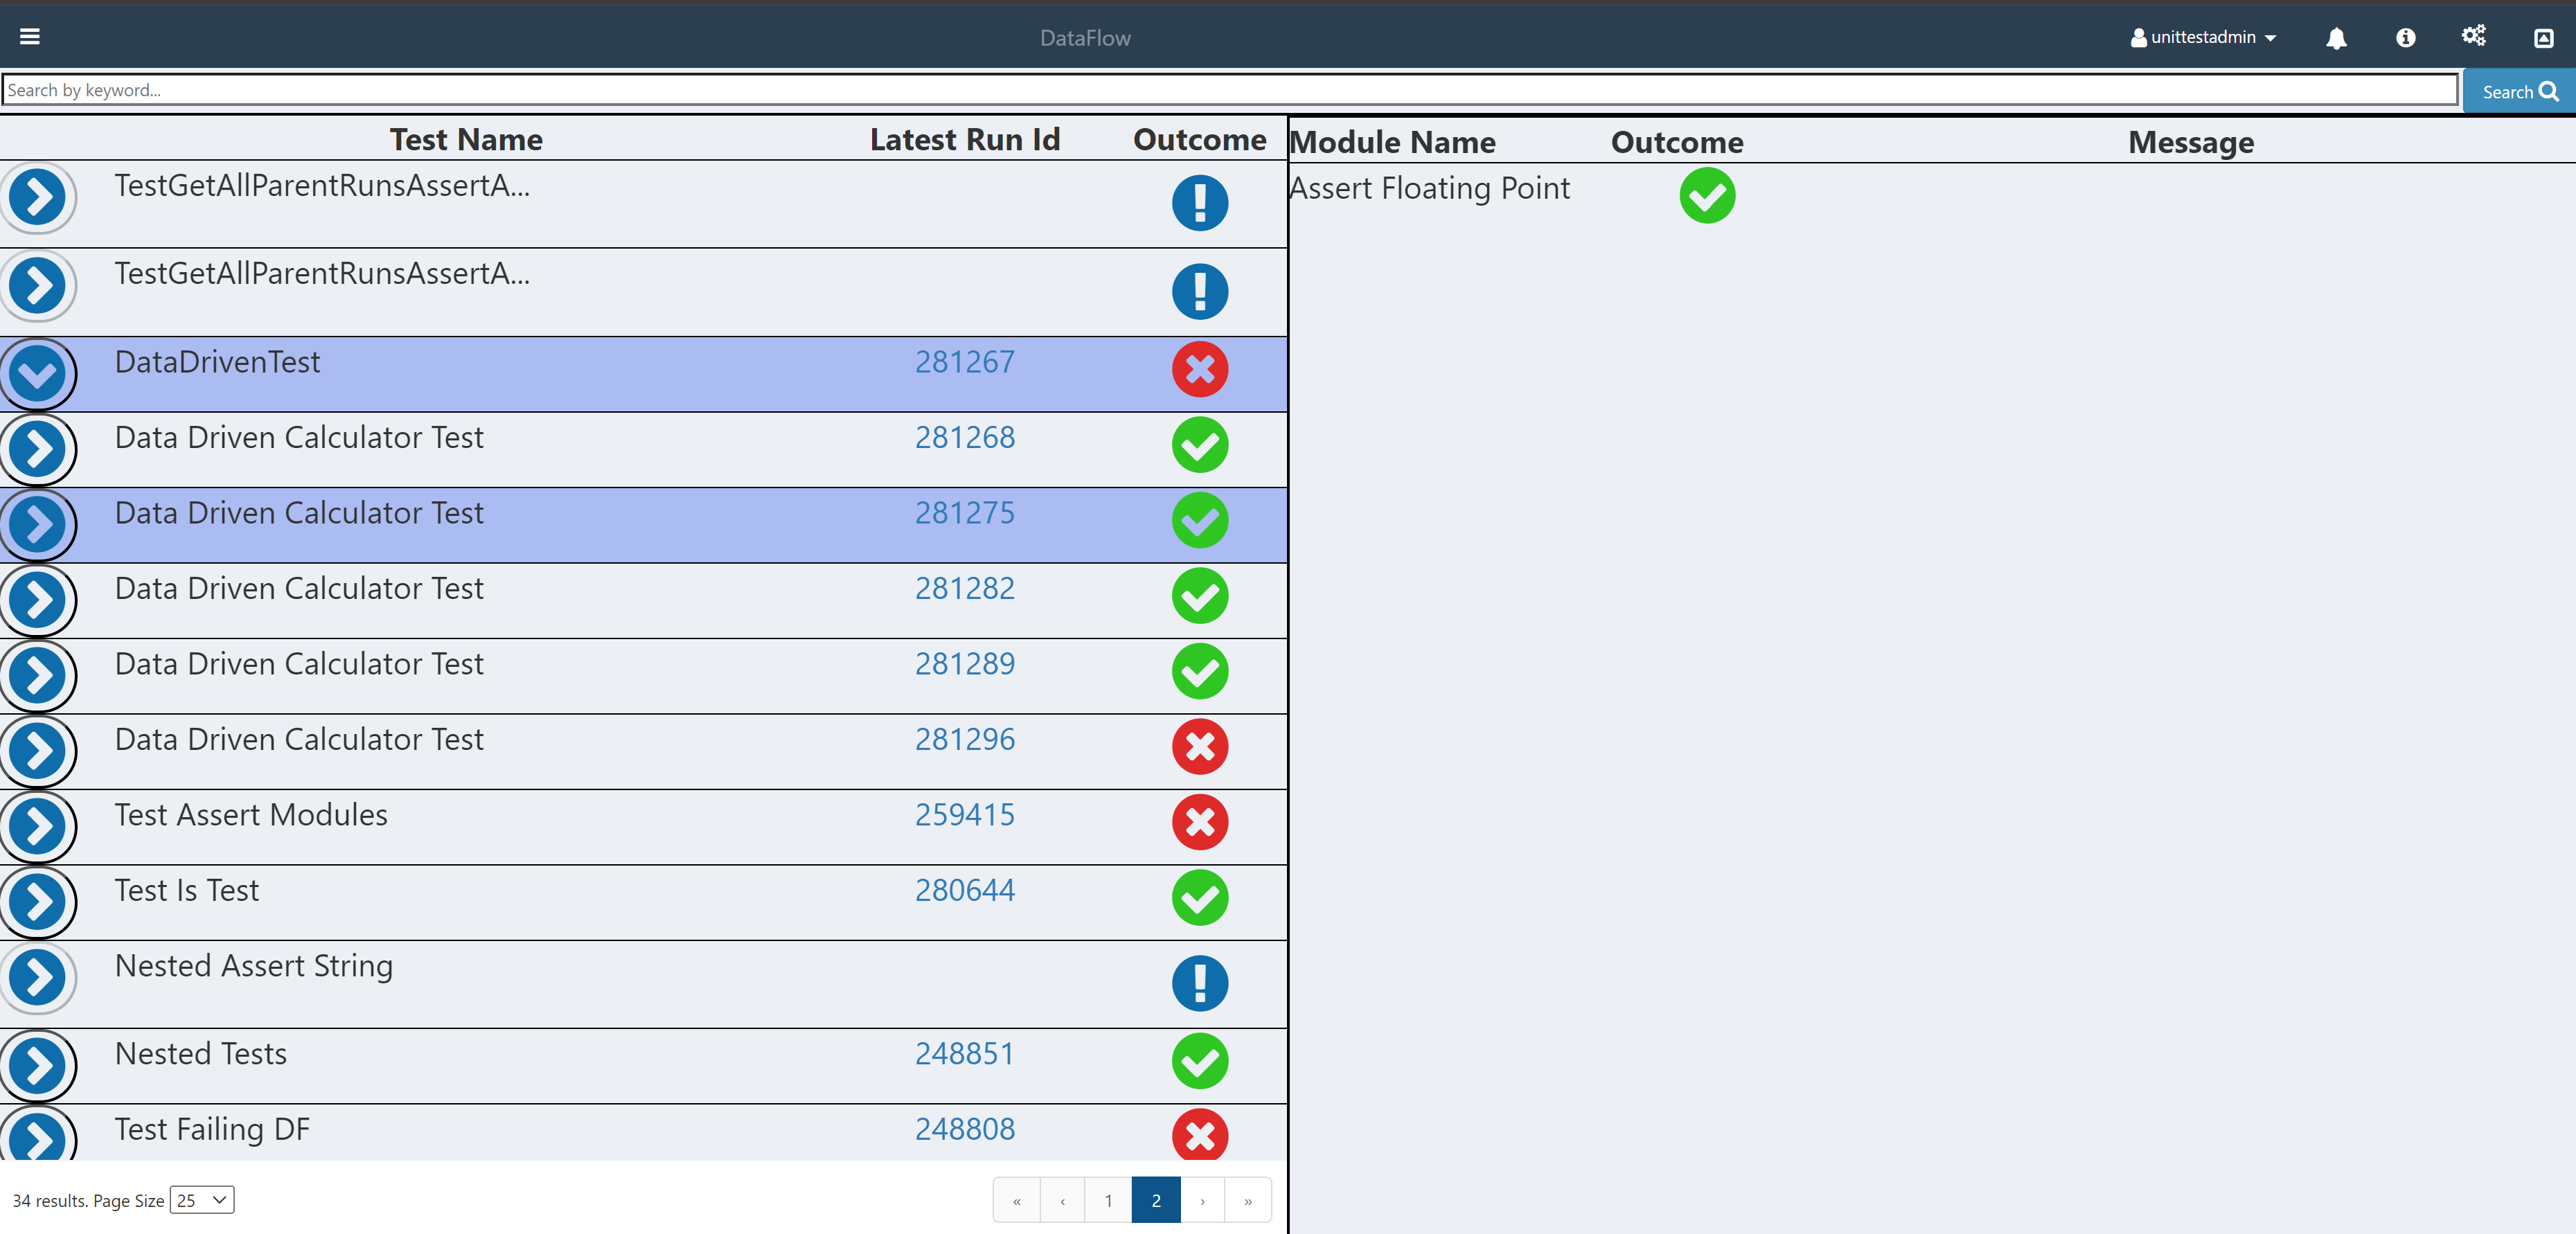 DataFlow
unittestadmin
Search by keyword...
Search
Test Name Latest Run Id Outcome
TestGetAllParentRunsAssertA...
TestGetAllParentRunsAssertA...
DataDrivenTest 281267
Data Driven Calculator Test 281268
Data Driven Calculator Test 281275
Data Driven Calculator Test 281282
Data Driven Calculator Test 281289
Data Driven Calculator Test 281296
Test Assert Modules 259415
Test Is Test 280644
Nested Assert String
Nested Tests 248851
Test Failing DF 248808
34 results. Page Size 25
« ‹ 1 2 › »
Module Name Outcome Message
Assert Floating Point